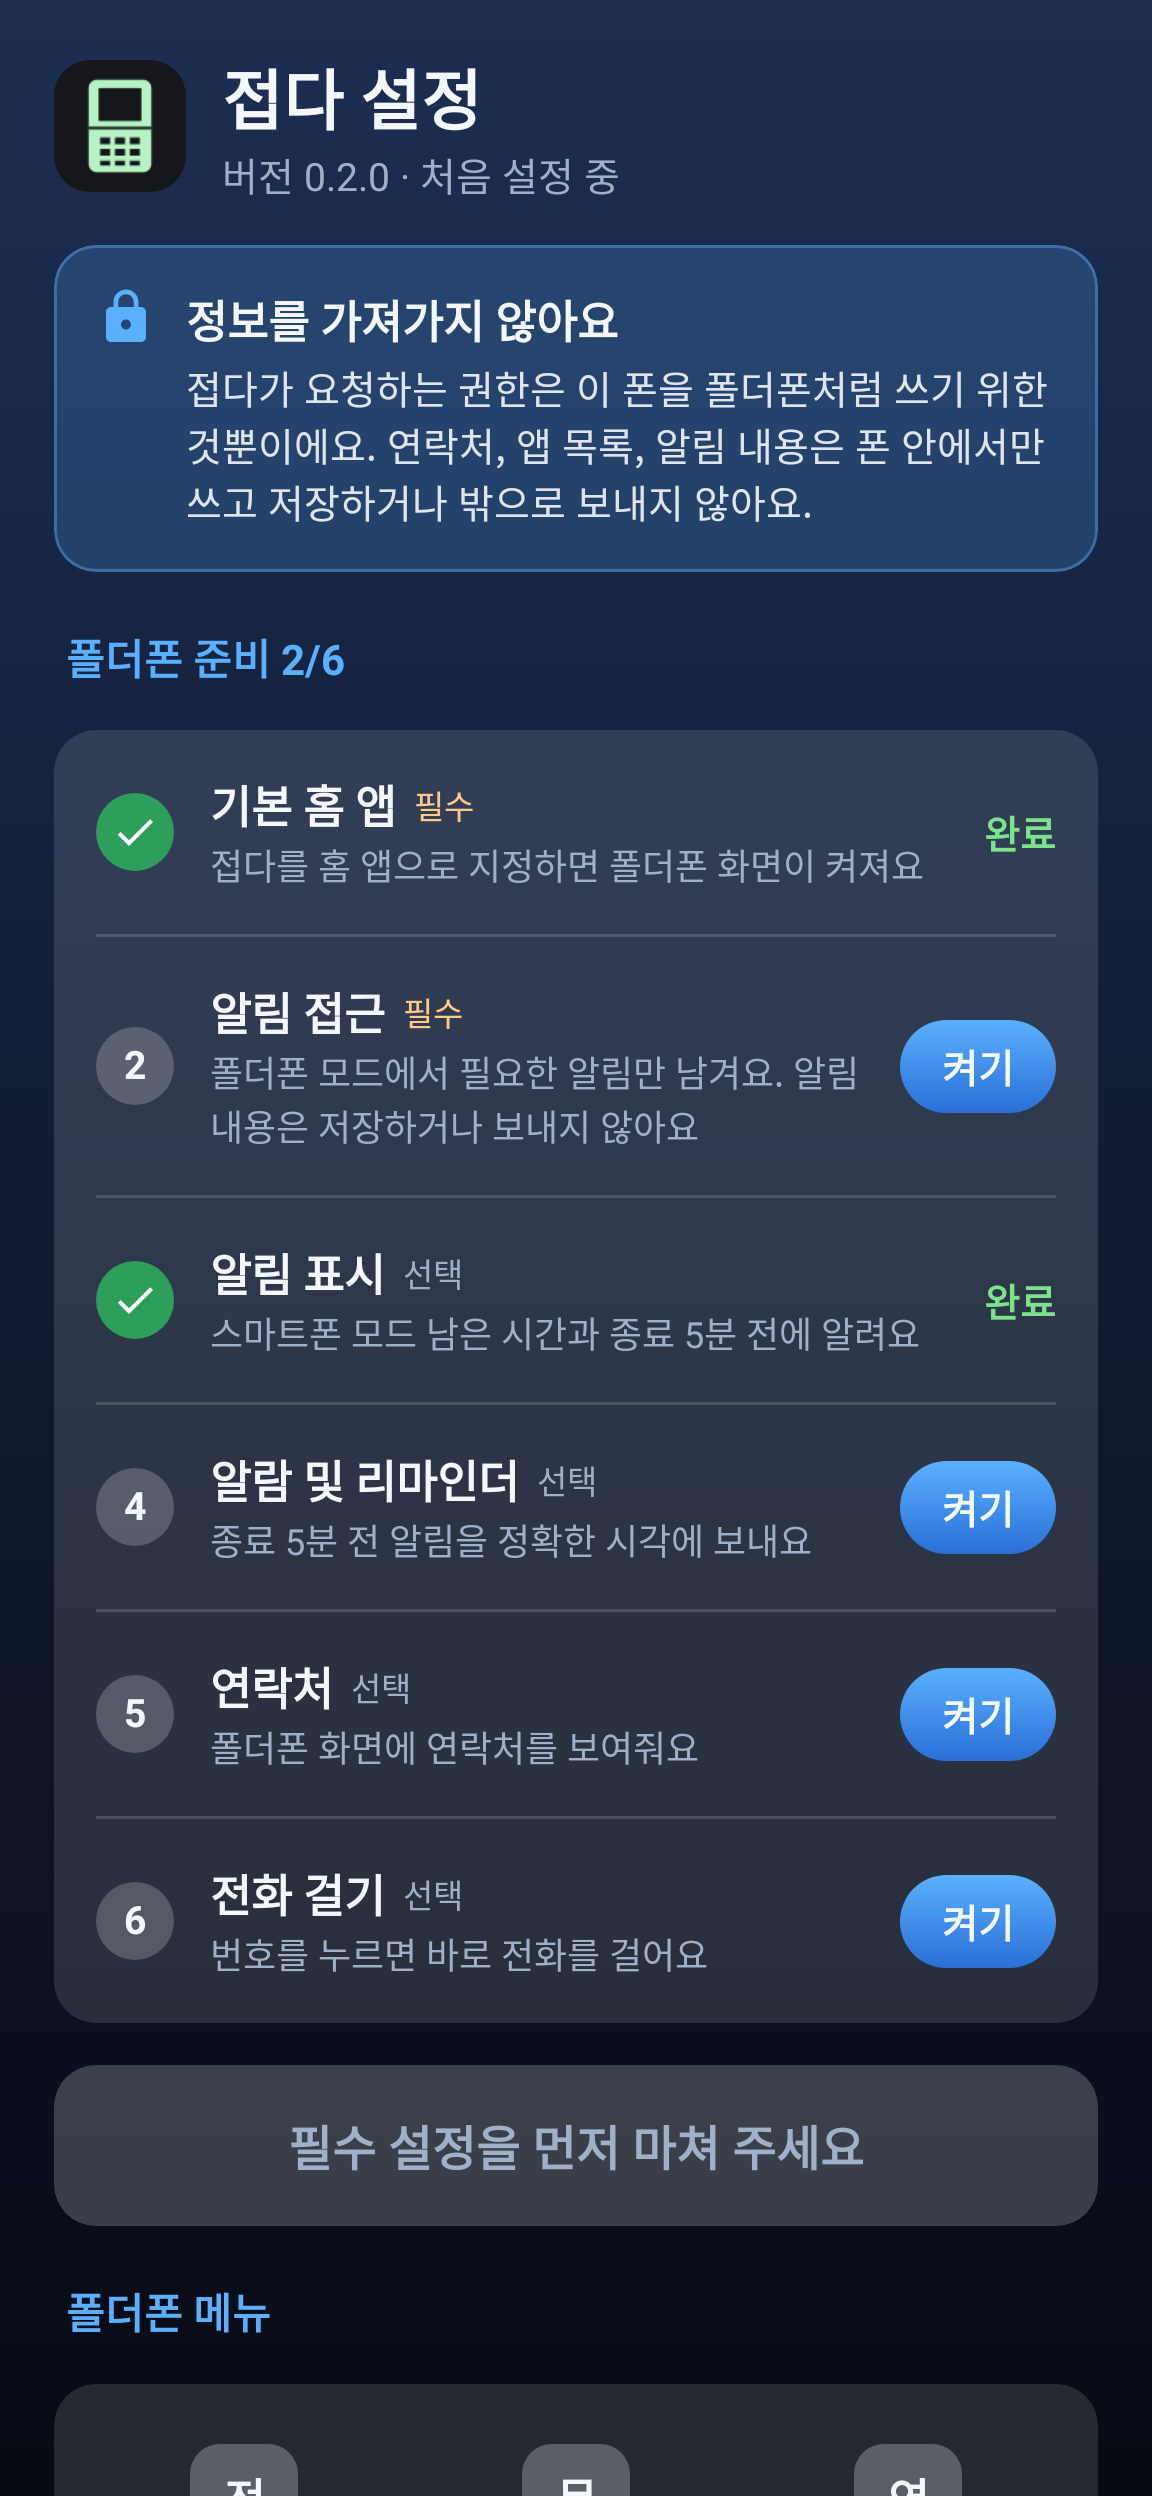 접다 설정
버전 0.2.0 · 처음 설정 중
정보를 가져가지 않아요
접다가 요청하는 권한은 이 폰을 폴더폰처럼 쓰기 위한
것뿐이에요. 연락처, 앱 목록, 알림 내용은 폰 안에서만
쓰고 저장하거나 밖으로 보내지 않아요.
폴더폰 준비 2/6
기본 홈 앱 필수
접다를 홈 앱으로 지정하면 폴더폰 화면이 켜져요
완료
2
알림 접근 필수
폴더폰 모드에서 필요한 알림만 남겨요. 알림
내용은 저장하거나 보내지 않아요
켜기
알림 표시 선택
스마트폰 모드 남은 시간과 종료 5분 전에 알려요
완료
4
알람 및 리마인더 선택
종료 5분 전 알림을 정확한 시각에 보내요
켜기
5
연락처 선택
폴더폰 화면에 연락처를 보여줘요
켜기
6
전화 걸기 선택
번호를 누르면 바로 전화를 걸어요
켜기
필수 설정을 먼저 마쳐 주세요
폴더폰 메뉴